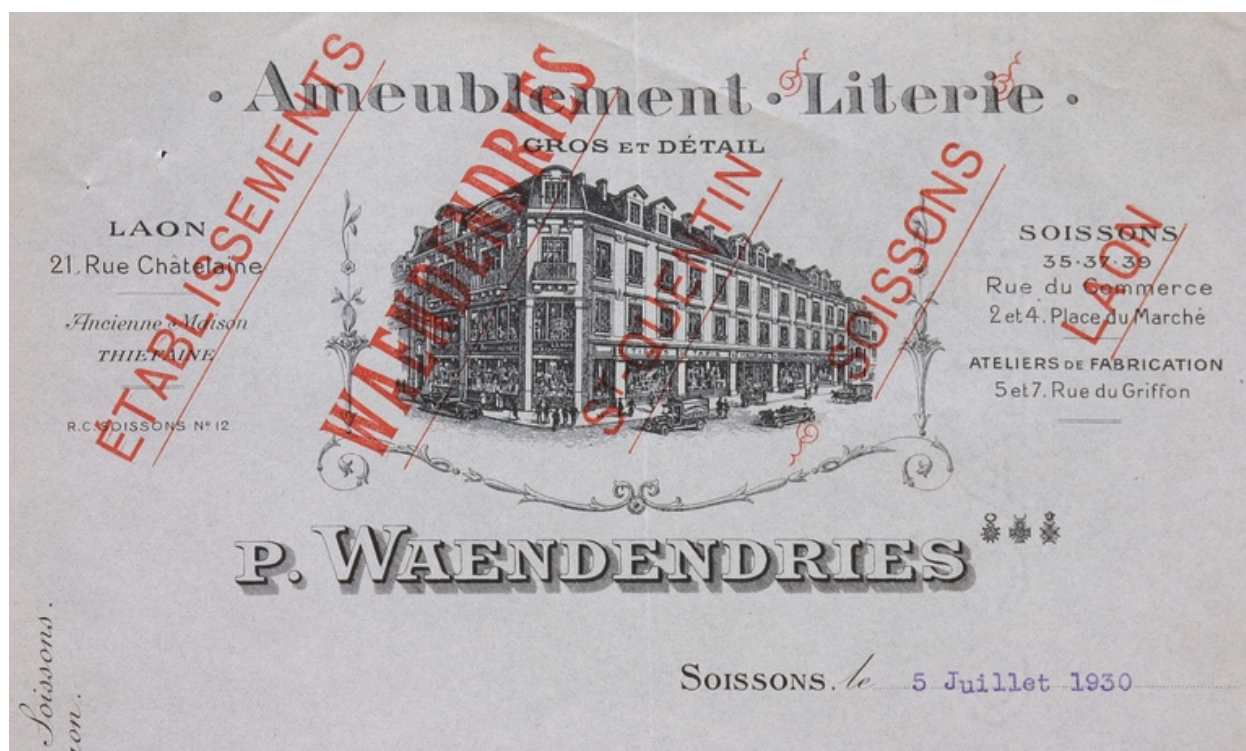 · Ameublement · Literie ·
GROS ET DÉTAIL
LAON
21. Rue Châtelaine
Ancienne Maison
THIEFAINE
R.C. SOISSONS Nº 12
SOISSONS
35·37·39
Rue du Commerce
2 et 4. Place du Marché
ATELIERS DE FABRICATION
5 et 7. Rue du Griffon
ETABLISSEMENTS
WAENDENDRIES
ST QUENTIN
SOISSONS
LAON
P. WAENDENDRIES
SOISSONS, le 5 Juillet 1930
Soissons.